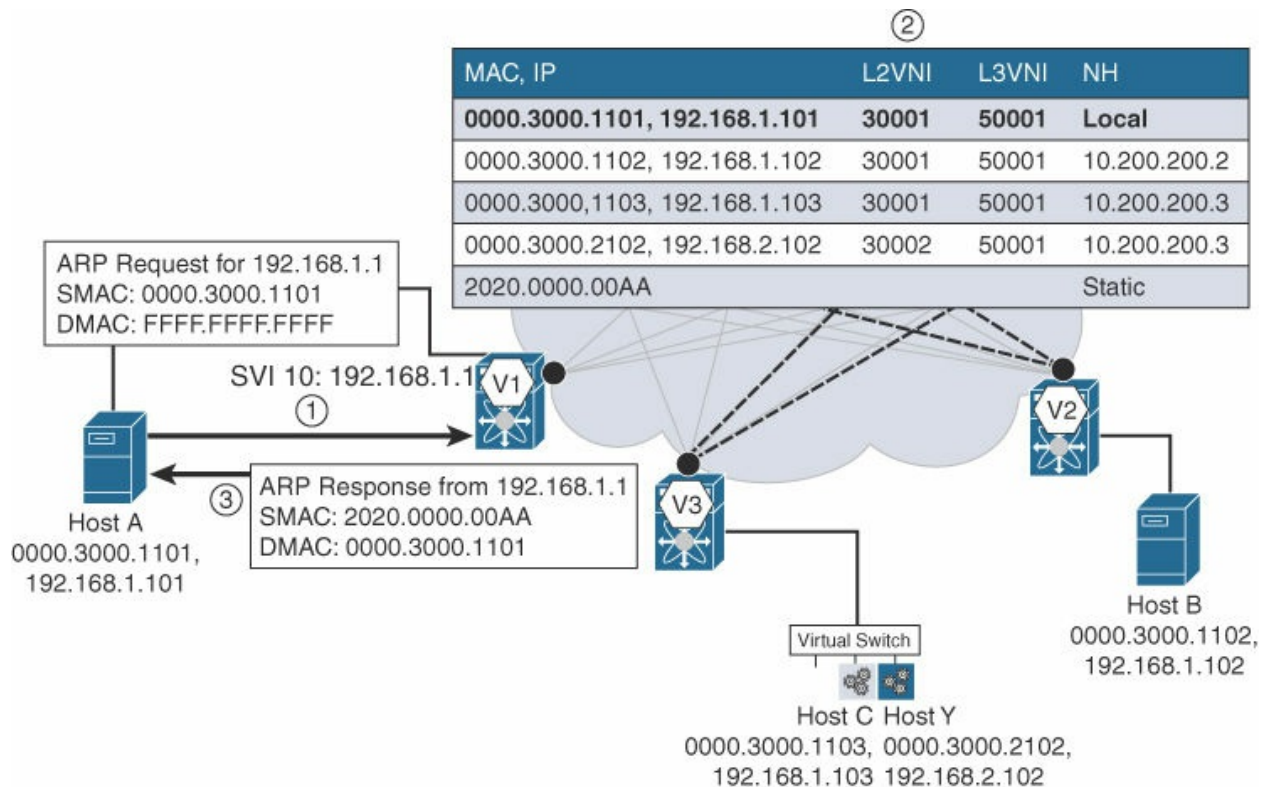 ②
MAC, IP L2VNI L3VNI NH
0000.3000.1101, 192.168.1.101 30001 50001 Local
0000.3000.1102, 192.168.1.102 30001 50001 10.200.200.2
0000.3000,1103, 192.168.1.103 30001 50001 10.200.200.3
0000.3000.2102, 192.168.2.102 30002 50001 10.200.200.3
2020.0000.00AA Static
ARP Request for 192.168.1.1
SMAC: 0000.3000.1101
DMAC: FFFF.FFFF.FFFF
SVI 10: 192.168.1.1
V1
①
V2
③
ARP Response from 192.168.1.1
SMAC: 2020.0000.00AA
DMAC: 0000.3000.1101
V3
Host A
0000.3000.1101,
192.168.1.101
Host B
0000.3000.1102,
192.168.1.102
Virtual Switch
Host C Host Y
0000.3000.1103, 0000.3000.2102,
192.168.1.103 192.168.2.102